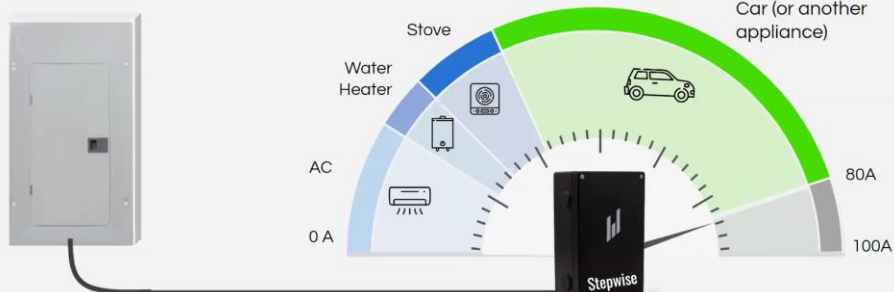 Car (or another
appliance)
Stove
Water
Heater
AC
80A
0 A
100A
Stepwise